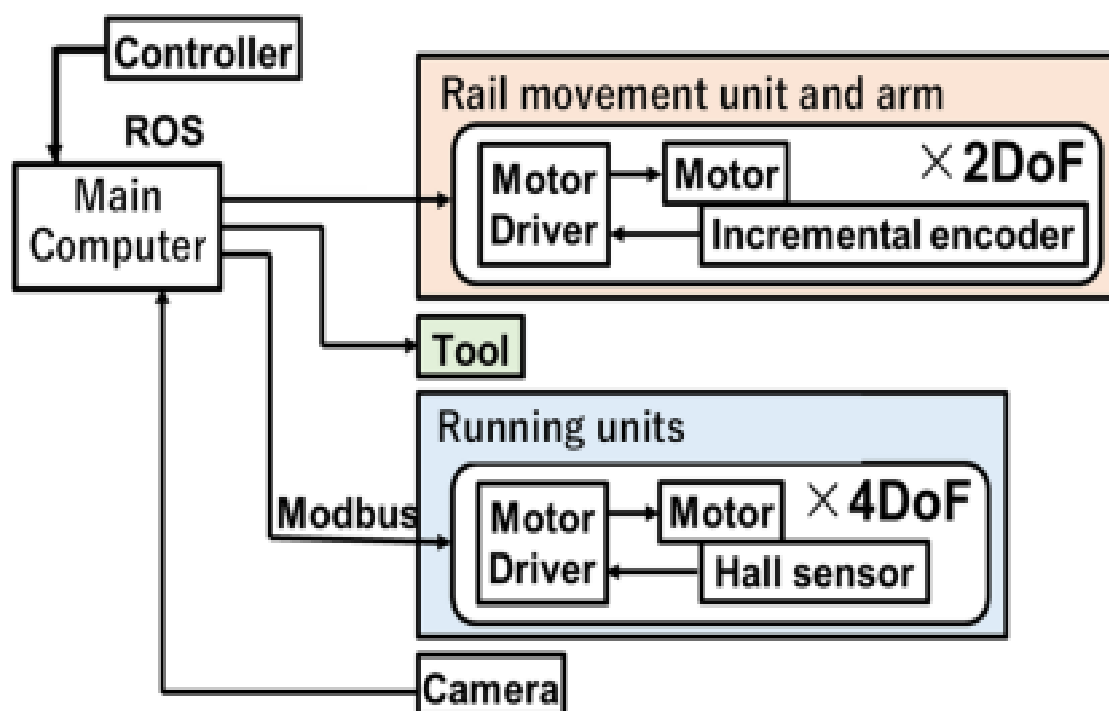 Controller
ROS
Main
Computer
Rail movement unit and arm
Motor
Driver
Motor
×2DoF
Incremental encoder
Tool
Running units
Modbus
Motor
Driver
Motor
×4DoF
Hall sensor
Camera